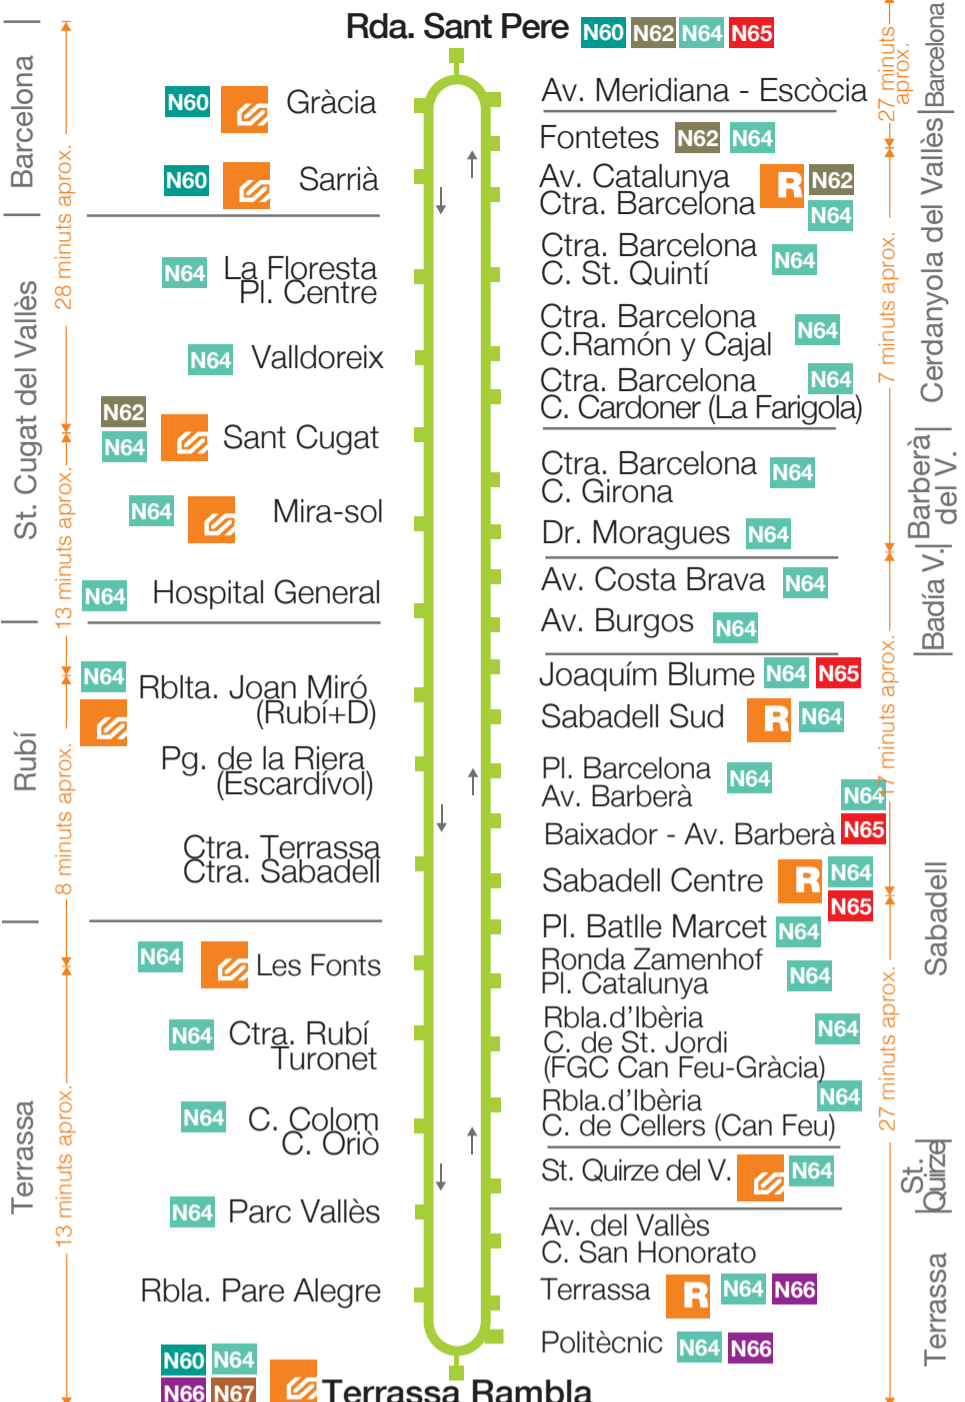 Rda. Sant Pere N60 N62 N64 N65
Barcelona
N60 Gràcia
N60 Sarrià
28 minuts aprox.
St. Cugat del Vallès
N64 La Floresta
Pl. Centre
N64 Valldoreix
N62
N64 Sant Cugat
13 minuts aprox.
N64 Mira-sol
N64 Hospital General
Rubí
N64
Rblta. Joan Miró
(Rubí+D)
8 minuts aprox.
Pg. de la Riera
(Escardívol)
Ctra. Terrassa
Ctra. Sabadell
Terrassa
N64 Les Fonts
13 minuts aprox.
N64 Ctra. Rubí
Turonet
N64 C. Colom
C. Oriò
N64 Parc Vallès
Rbla. Pare Alegre
N60 N64
N66 N67 Terrassa Rambla
Barcelona
27 minuts
aprox.
Av. Meridiana - Escòcia
Cerdanyola del Vallès
Fontetes N62 N64
Av. Catalunya R N62
Ctra. Barcelona N64
Ctra. Barcelona
C. St. Quintí N64
7 minuts aprox.
Ctra. Barcelona
C.Ramón y Cajal N64
Ctra. Barcelona N64
C. Cardoner (La Farigola)
Barberà
del V.
Ctra. Barcelona
C. Girona N64
Dr. Moragues N64
Badía V.
Av. Costa Brava N64
Av. Burgos N64
Sabadell
Joaquím Blume N64 N65
17 minuts aprox.
Sabadell Sud R N64
Pl. Barcelona
Av. Barberà N64
N64
Baixador - Av. Barberà N65
Sabadell Centre R N64
N65
Pl. Batlle Marcet N64
Ronda Zamenhof
Pl. Catalunya N64
27 minuts aprox.
Rbla.d'Ibèria
C. de St. Jordi N64
(FGC Can Feu-Gràcia)
Rbla.d'Ibèria N64
C. de Cellers (Can Feu)
St.
Quirze
St. Quirze del V. N64
Terrassa
Av. del Vallès
C. San Honorato
Terrassa R N64 N66
Politècnic N64 N66